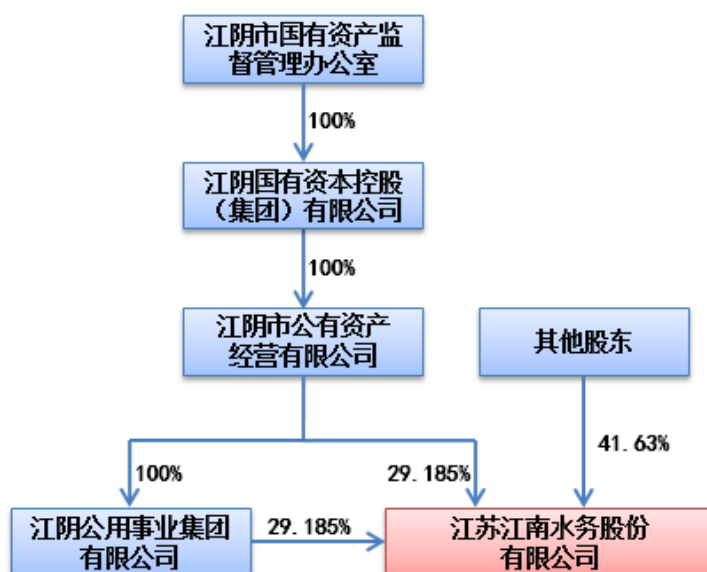 江阴市国有资产监
督管理办公室
100%
江阴国有资本控股
（集团）有限公司
100%
江阴市公有资产
经营有限公司
其他股东
100%
29.185%
41.63%
江阴公用事业集团
有限公司
29.185%
江苏江南水务股份
有限公司